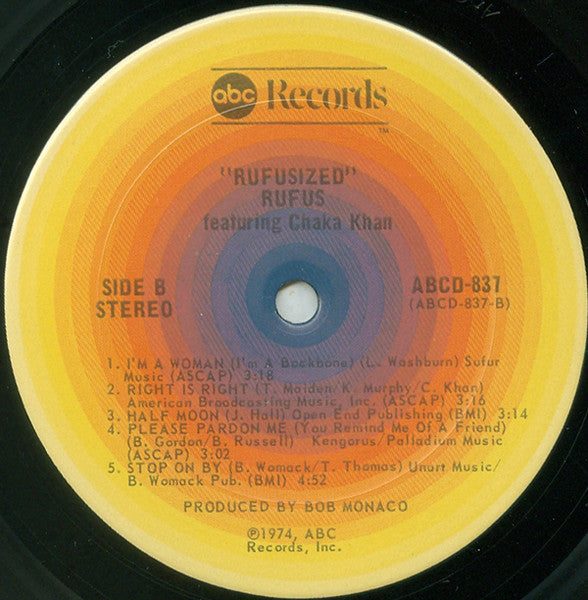 abc Records
TM
"RUFUSIZED"
RUFUS
featuring Chaka Khan
SIDE B
STEREO
ABCD-837
(ABCD-837-B)
1. I'M A WOMAN (I'm A Backbone) (L. Washburn) Sufar
Music (ASCAP) 3:18
2. RIGHT IS RIGHT (T. Maiden/K. Murphy/C. Khan)
American Broadcasting Music, Inc. (ASCAP) 3:16
3. HALF MOON (J. Hall) Open End Publishing (BMI) 3:14
4. PLEASE PARDON ME (You Remind Me Of A Friend)
(B. Gordon/B. Russell) Kengorus/Palladium Music
(ASCAP) 3:02
5. STOP ON BY (B. Womack/T. Thomas) Unart Music/
B. Womack Pub. (BMI) 4:52
PRODUCED BY BOB MONACO
℗1974, ABC
Records, Inc.